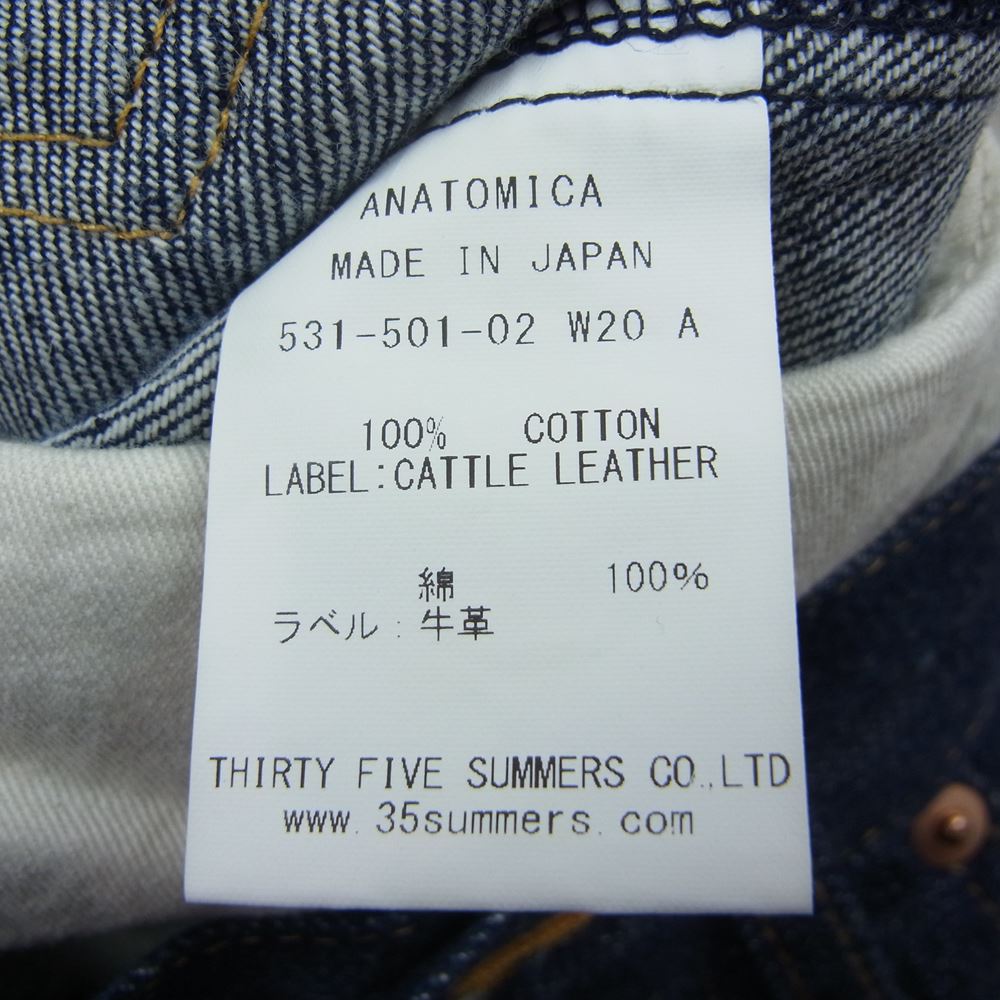 ANATOMICA
MADE IN JAPAN
531-501-02 W20 A
100% COTTON
LABEL:CATTLE LEATHER
綿 100%
ラベル:牛革
THIRTY FIVE SUMMERS CO.,LTD
www.35summers.com